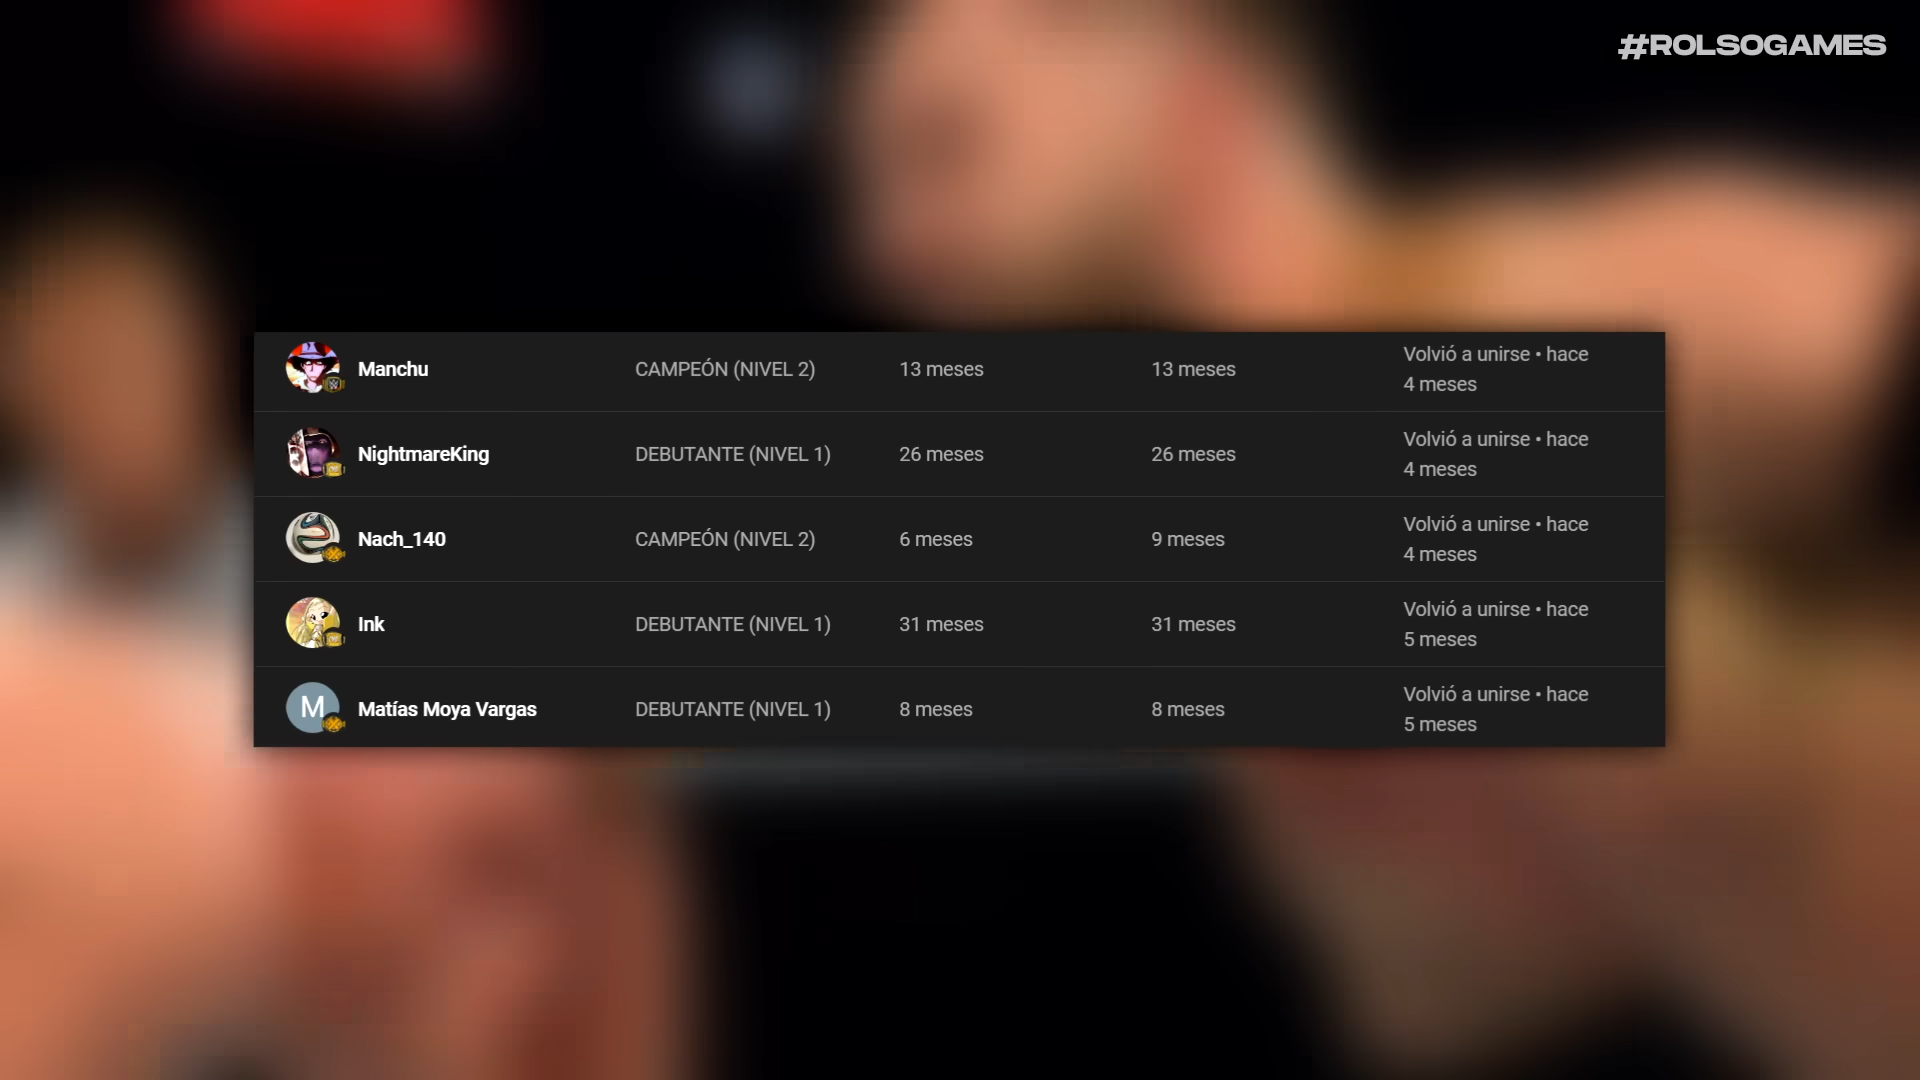 #ROLSOGAMES
Manchu CAMPEÓN (NIVEL 2) 13 meses 13 meses Volvió a unirse • hace
4 meses
NightmareKing DEBUTANTE (NIVEL 1) 26 meses 26 meses Volvió a unirse • hace
4 meses
Nach_140 CAMPEÓN (NIVEL 2) 6 meses 9 meses Volvió a unirse • hace
4 meses
Ink DEBUTANTE (NIVEL 1) 31 meses 31 meses Volvió a unirse • hace
5 meses
M Matías Moya Vargas DEBUTANTE (NIVEL 1) 8 meses 8 meses Volvió a unirse • hace
5 meses